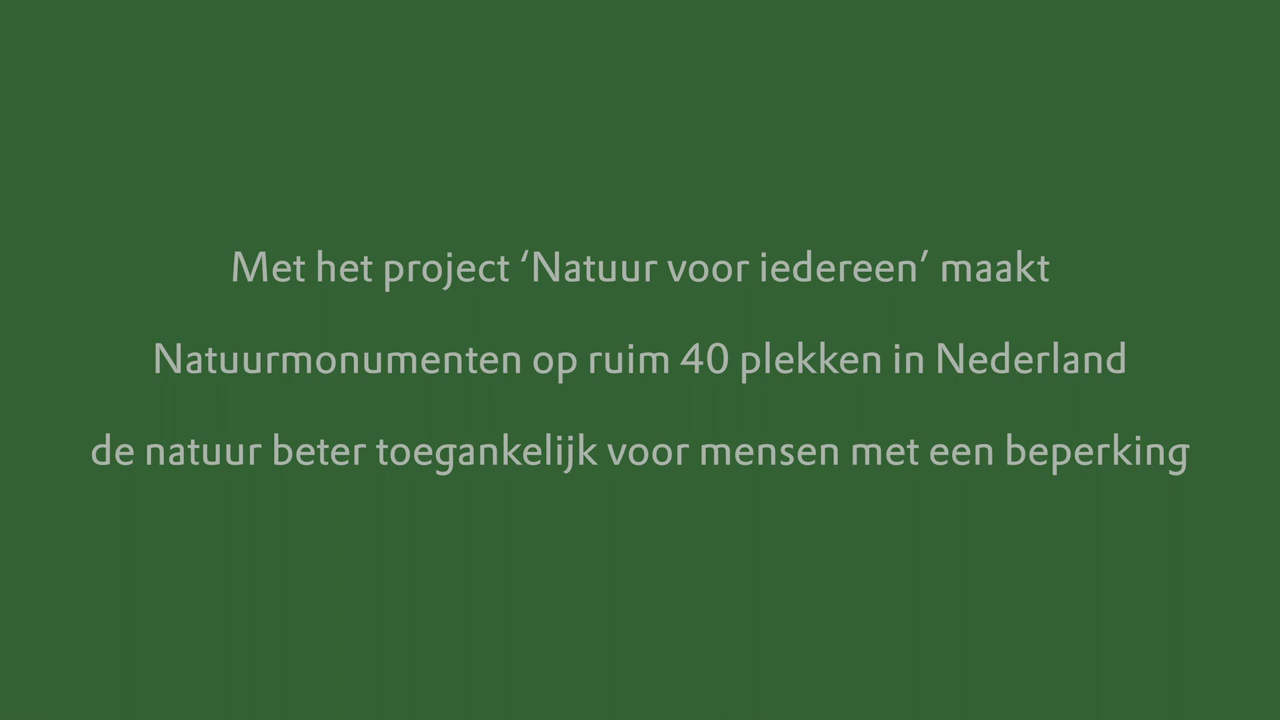 Met het project ‘Natuur voor iedereen’ maakt
Natuurmonumenten op ruim 40 plekken in Nederland
de natuur beter toegankelijk voor mensen met een beperking